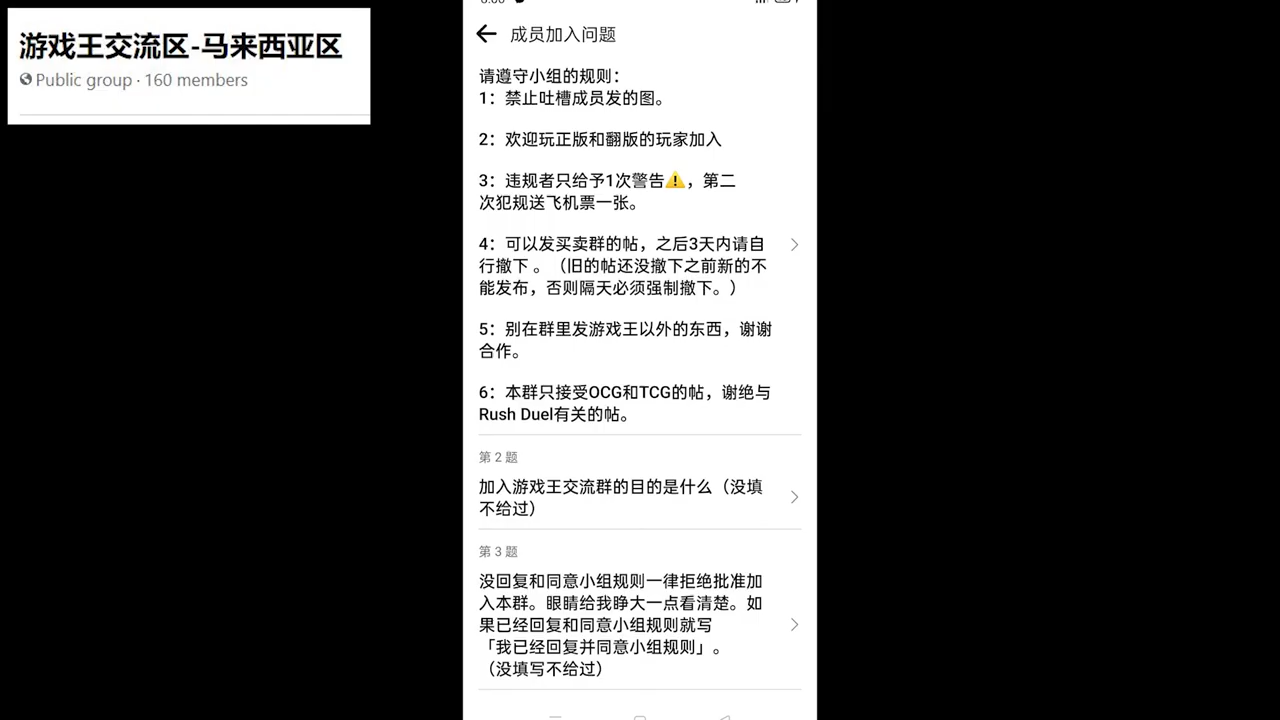 游戏王交流区-马来西亚区
Public group · 160 members
成员加入问题
请遵守小组的规则：
1：禁止吐槽成员发的图。
2：欢迎玩正版和翻版的玩家加入
3：违规者只给予1次警告⚠️，第二
次犯规送飞机票一张。
4：可以发买卖群的帖，之后3天内请自
行撤下 。（旧的帖还没撤下之前新的不
能发布，否则隔天必须强制撤下。）
5：别在群里发游戏王以外的东西，谢谢
合作。
6：本群只接受OCG和TCG的帖，谢绝与
Rush Duel有关的帖。
第 2 题
加入游戏王交流群的目的是什么（没填
不给过）
第 3 题
没回复和同意小组规则一律拒绝批准加
入本群。眼睛给我睁大一点看清楚。如
果已经回复和同意小组规则就写
「我已经回复并同意小组规则」。
（没填写不给过）